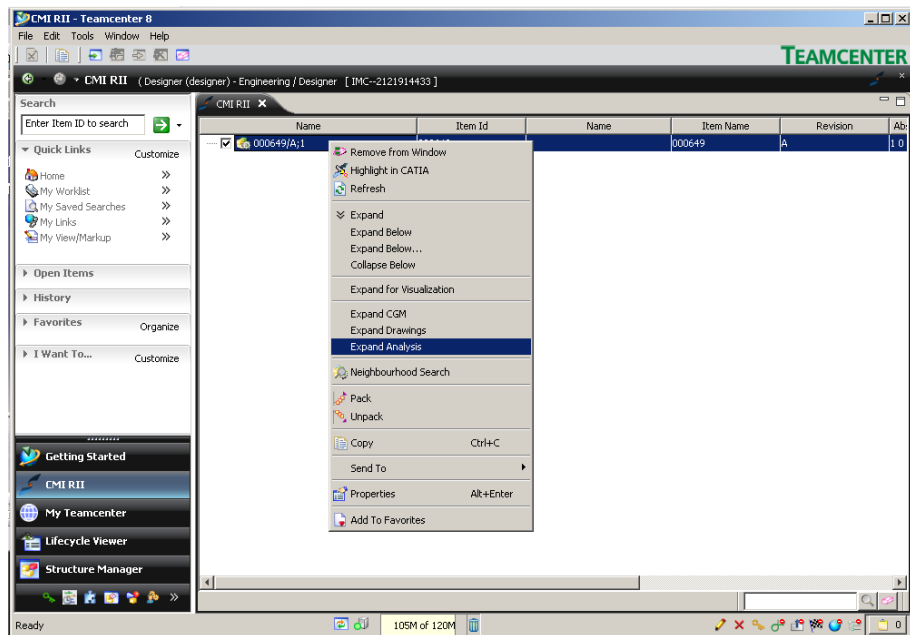 CMI RII - Teamcenter 8
File Edit Tools Window Help
TEAMCENTER
CMI RII ( Designer (designer) - Engineering / Designer [ IMC--2121914433 ]
Search
Enter Item ID to search
Quick Links Customize
Home
My Worklist
My Saved Searches
My Links
My View/Markup
Open Items
History
Favorites Organize
I Want To... Customize
Getting Started
CMI RII
My Teamcenter
Lifecycle Viewer
Structure Manager
CMI RII
Name Item Id Name Item Name Revision
000649/A;1 000649 A 1 0
Remove from Window
Highlight in CATIA
Refresh
Expand
Expand Below
Expand Below...
Collapse Below
Expand for Visualization
Expand CGM
Expand Drawings
Expand Analysis
Neighbourhood Search
Pack
Unpack
Copy Ctrl+C
Send To
Properties Alt+Enter
Add To Favorites
Ready 105M of 120M 0